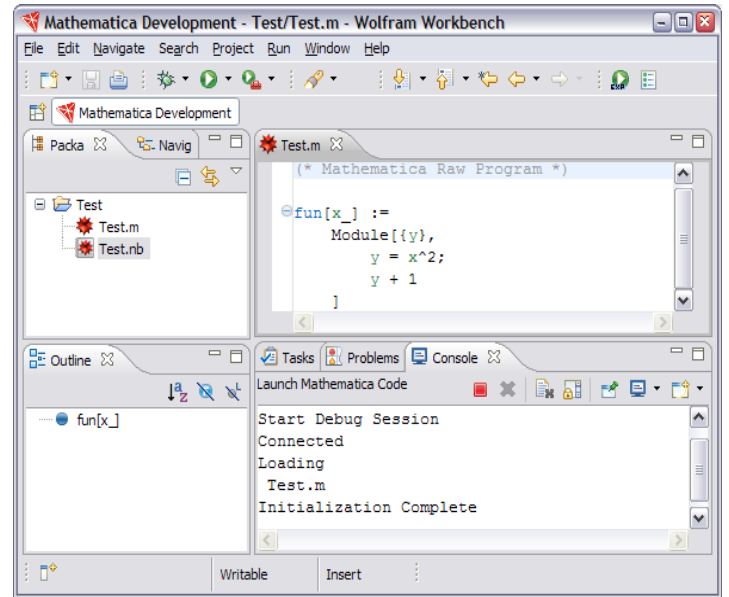 Mathematica Development - Test/Test.m - Wolfram Workbench
File Edit Navigate Search Project Run Window Help
Mathematica Development
Packa Navig
Test
Test.m
Test.nb
Test.m
(* Mathematica Raw Program *)
fun[x_] :=
Module[{y},
y = x^2;
y + 1
]
Outline
fun[x_]
Tasks Problems Console
Launch Mathematica Code
Start Debug Session
Connected
Loading
Test.m
Initialization Complete
Writable Insert